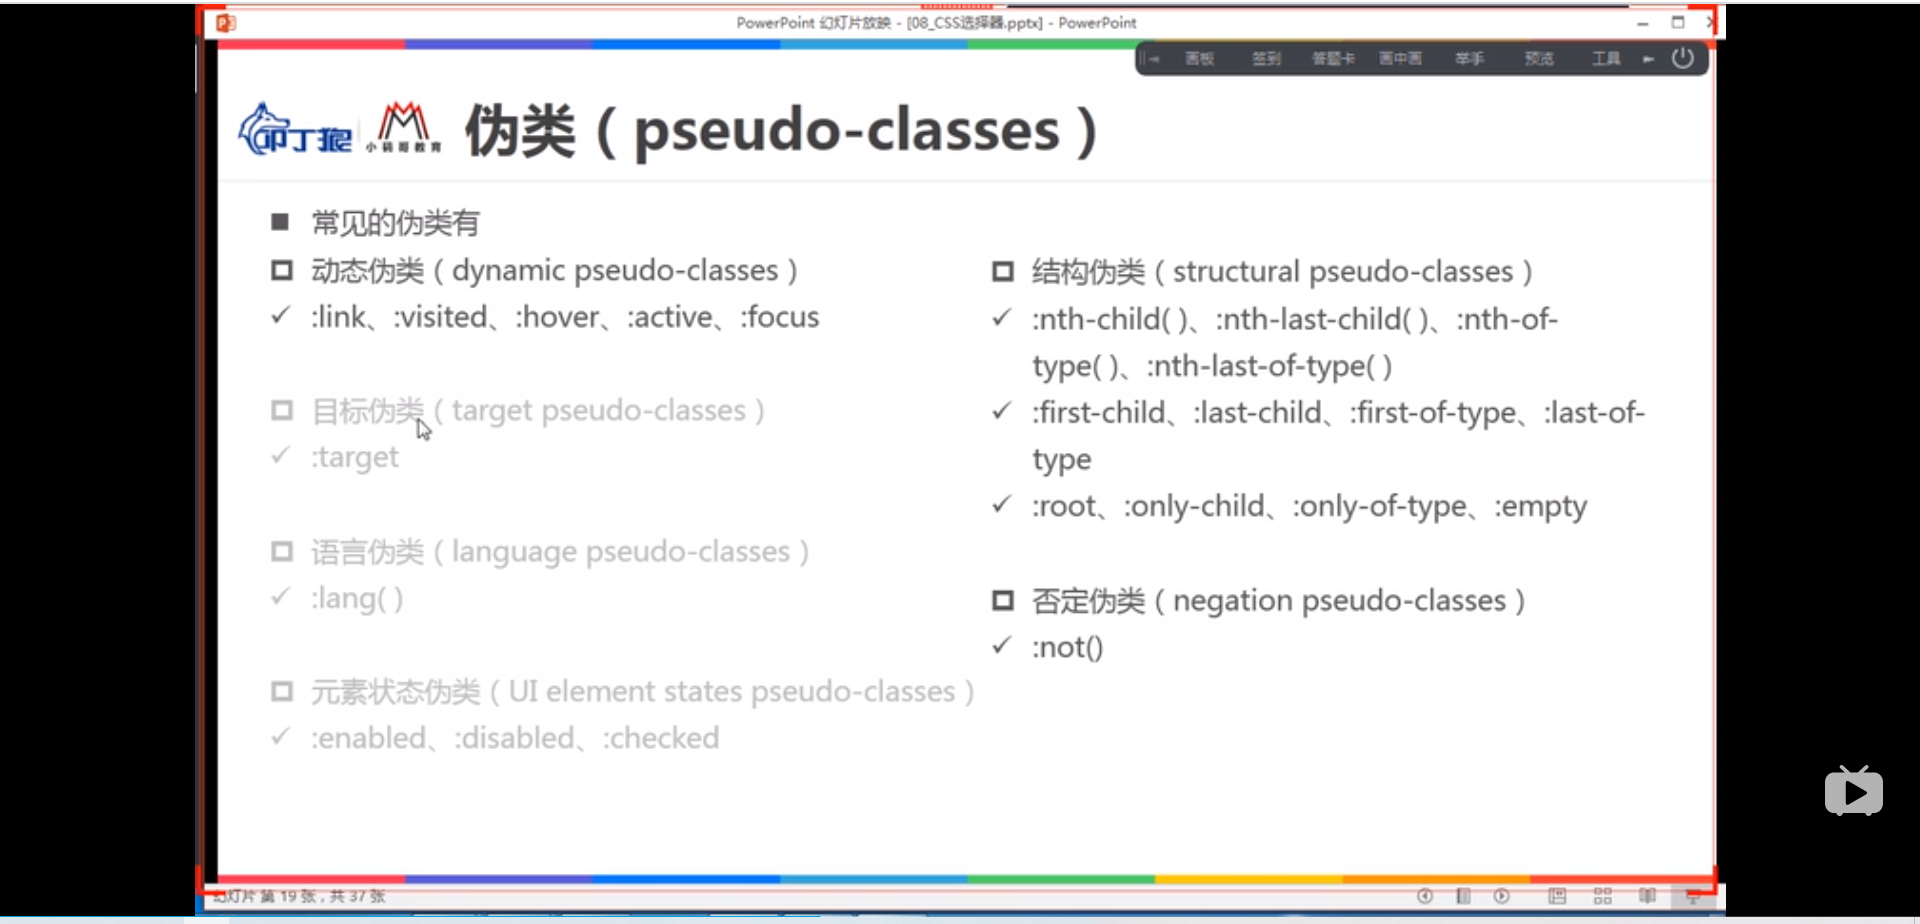 PowerPoint 幻灯片放映 - [08_CSS选择器.pptx] - PowerPoint
画板 签到 答题卡 画中画 举手 预览 工具
叩丁狼 小码哥教育 伪类（pseudo-classes）
常见的伪类有
动态伪类（dynamic pseudo-classes）
:link、:visited、:hover、:active、:focus
目标伪类（target pseudo-classes）
:target
语言伪类（language pseudo-classes）
:lang( )
元素状态伪类（UI element states pseudo-classes）
:enabled、:disabled、:checked
结构伪类（structural pseudo-classes）
:nth-child( )、:nth-last-child( )、:nth-of-
type( )、:nth-last-of-type( )
:first-child、:last-child、:first-of-type、:last-of-
type
:root、:only-child、:only-of-type、:empty
否定伪类（negation pseudo-classes）
:not()
幻灯片 第 19 张，共 37 张